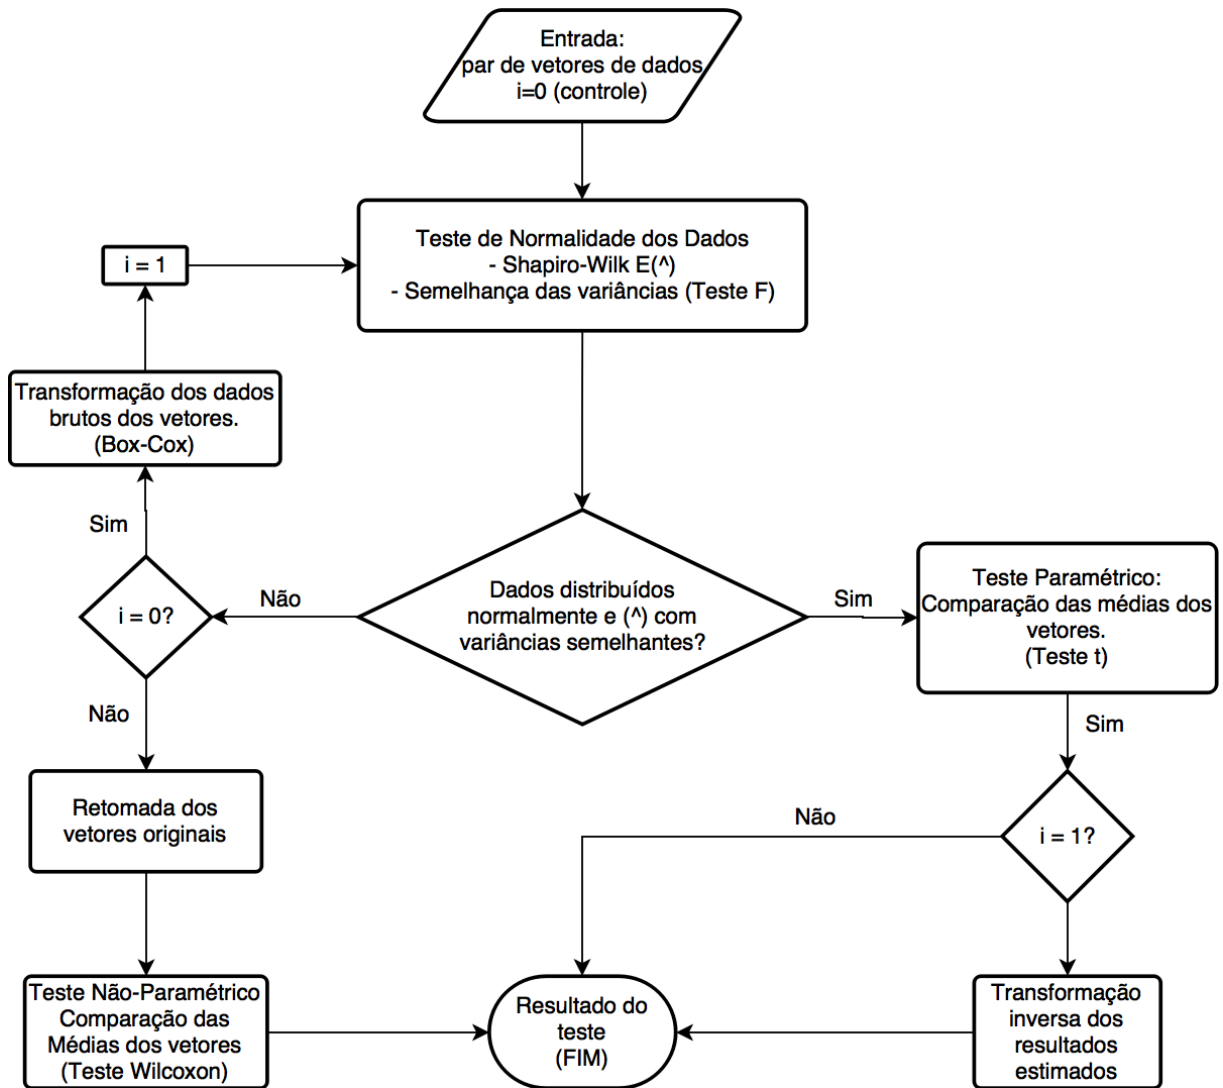 Entrada:
par de vetores de dados
i=0 (controle)
Teste de Normalidade dos Dados
- Shapiro-Wilk E(^)
- Semelhança das variâncias (Teste F)
i = 1
Transformação dos dados
brutos dos vetores.
(Box-Cox)
Sim
i = 0?
Não
Dados distribuídos
normalmente e (^) com
variâncias semelhantes?
Sim
Teste Paramétrico:
Comparação das médias dos
vetores.
(Teste t)
Não
Sim
Retomada dos
vetores originais
Não
i = 1?
Teste Não-Paramétrico
Comparação das
Médias dos vetores
(Teste Wilcoxon)
Resultado do
teste
(FIM)
Transformação
inversa dos
resultados
estimados